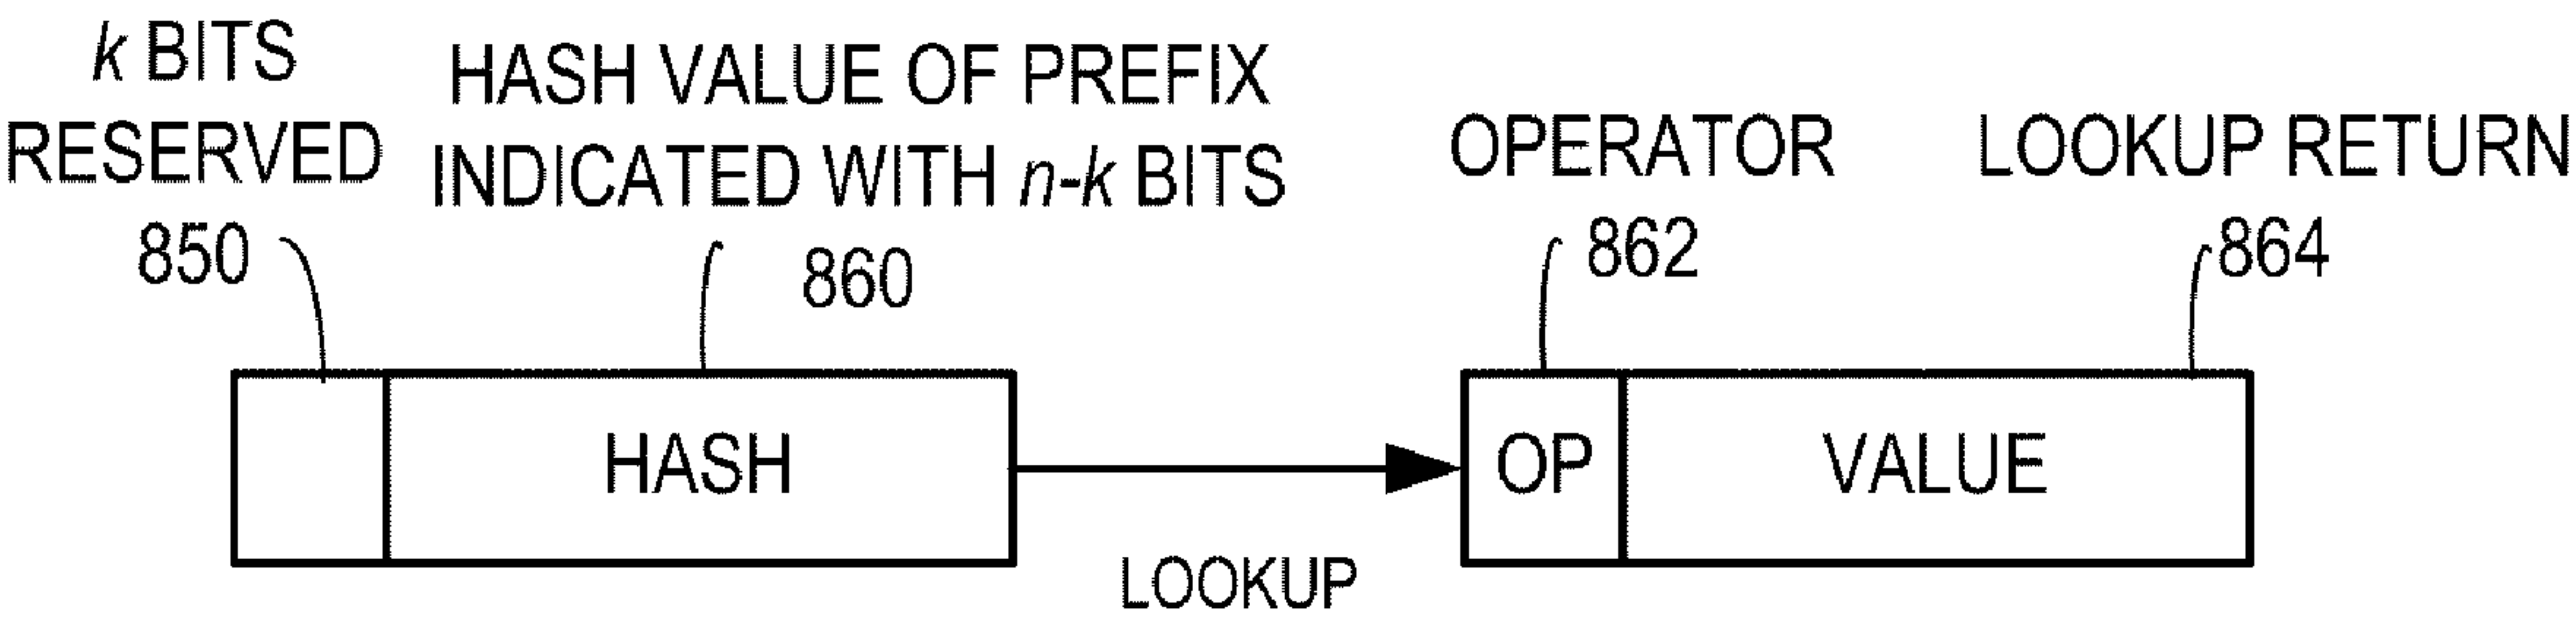 k BITS
RESERVED
850
HASH VALUE OF PREFIX
INDICATED WITH n-k BITS
860
OPERATOR
862
LOOKUP RETURN
864
HASH
LOOKUP
OP
VALUE